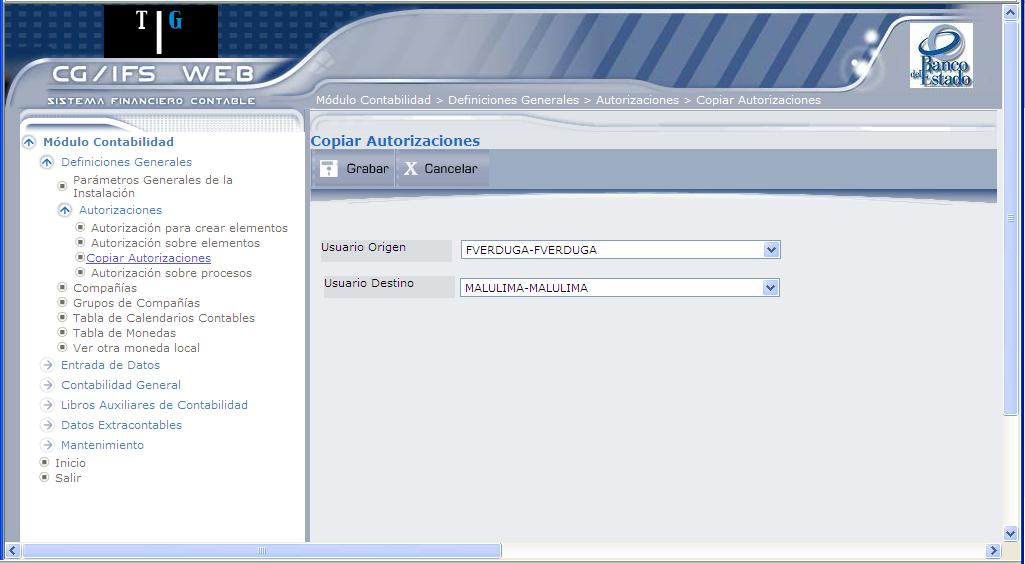 T G
CG/IFS WEB
SISTEMA FINANCIERO CONTABLE
Módulo Contabilidad > Definiciones Generales > Autorizaciones > Copiar Autorizaciones
Banco
del Estado
Módulo Contabilidad
Definiciones Generales
Parámetros Generales de la
Instalación
Autorizaciones
Autorización para crear elementos
Autorización sobre elementos
Copiar Autorizaciones
Autorización sobre procesos
Compañías
Grupos de Compañías
Tabla de Calendarios Contables
Tabla de Monedas
Ver otra moneda local
Entrada de Datos
Contabilidad General
Libros Auxiliares de Contabilidad
Datos Extracontables
Mantenimiento
Inicio
Salir
Copiar Autorizaciones
Grabar X Cancelar
Usuario Origen FVERDUGA-FVERDUGA
Usuario Destino MALULIMA-MALULIMA